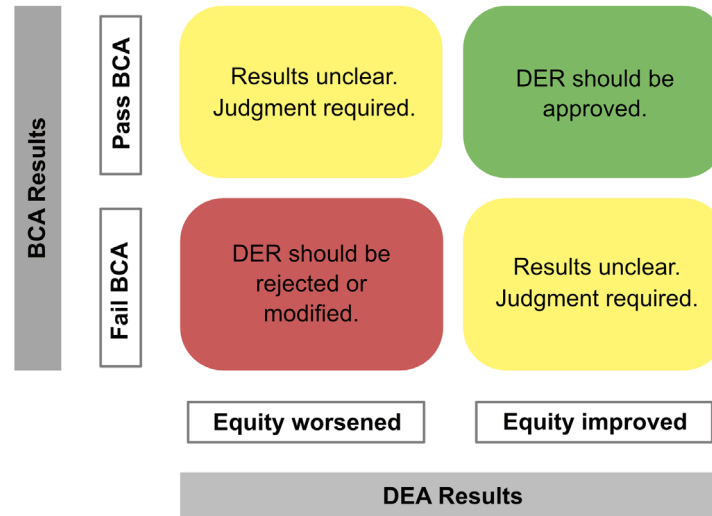 BCA Results
Pass BCA
Results unclear.
Judgment required.
DER should be
approved.
Fail BCA
DER should be
rejected or
modified.
Results unclear.
Judgment required.
Equity worsened
Equity improved
DEA Results